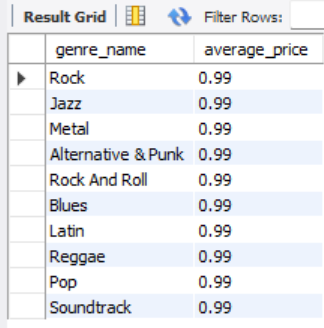 Result Grid Filter Rows:
genre_name average_price
Rock 0.99
Jazz 0.99
Metal 0.99
Alternative & Punk 0.99
Rock And Roll 0.99
Blues 0.99
Latin 0.99
Reggae 0.99
Pop 0.99
Soundtrack 0.99